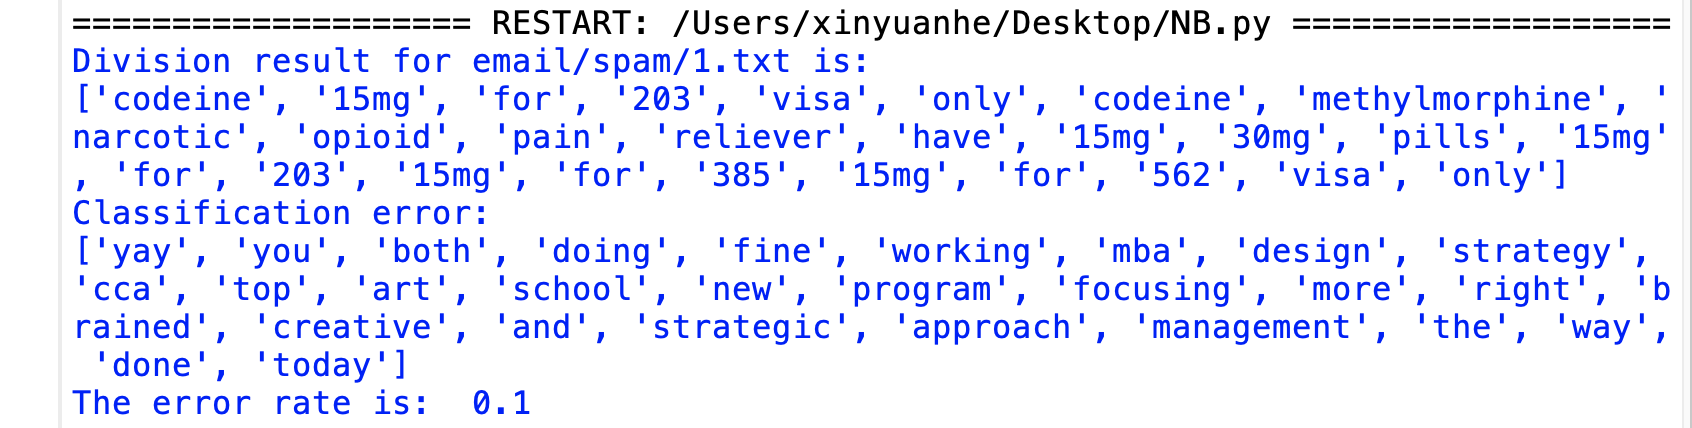 ==================== RESTART: /Users/xinyuanhe/Desktop/NB.py ===================
Division result for email/spam/1.txt is:
['codeine', '15mg', 'for', '203', 'visa', 'only', 'codeine', 'methylmorphine', '
narcotic', 'opioid', 'pain', 'reliever', 'have', '15mg', '30mg', 'pills', '15mg'
, 'for', '203', '15mg', 'for', '385', '15mg', 'for', '562', 'visa', 'only']
Classification error:
['yay', 'you', 'both', 'doing', 'fine', 'working', 'mba', 'design', 'strategy',
'cca', 'top', 'art', 'school', 'new', 'program', 'focusing', 'more', 'right', 'b
rained', 'creative', 'and', 'strategic', 'approach', 'management', 'the', 'way',
 'done', 'today']
The error rate is:  0.1